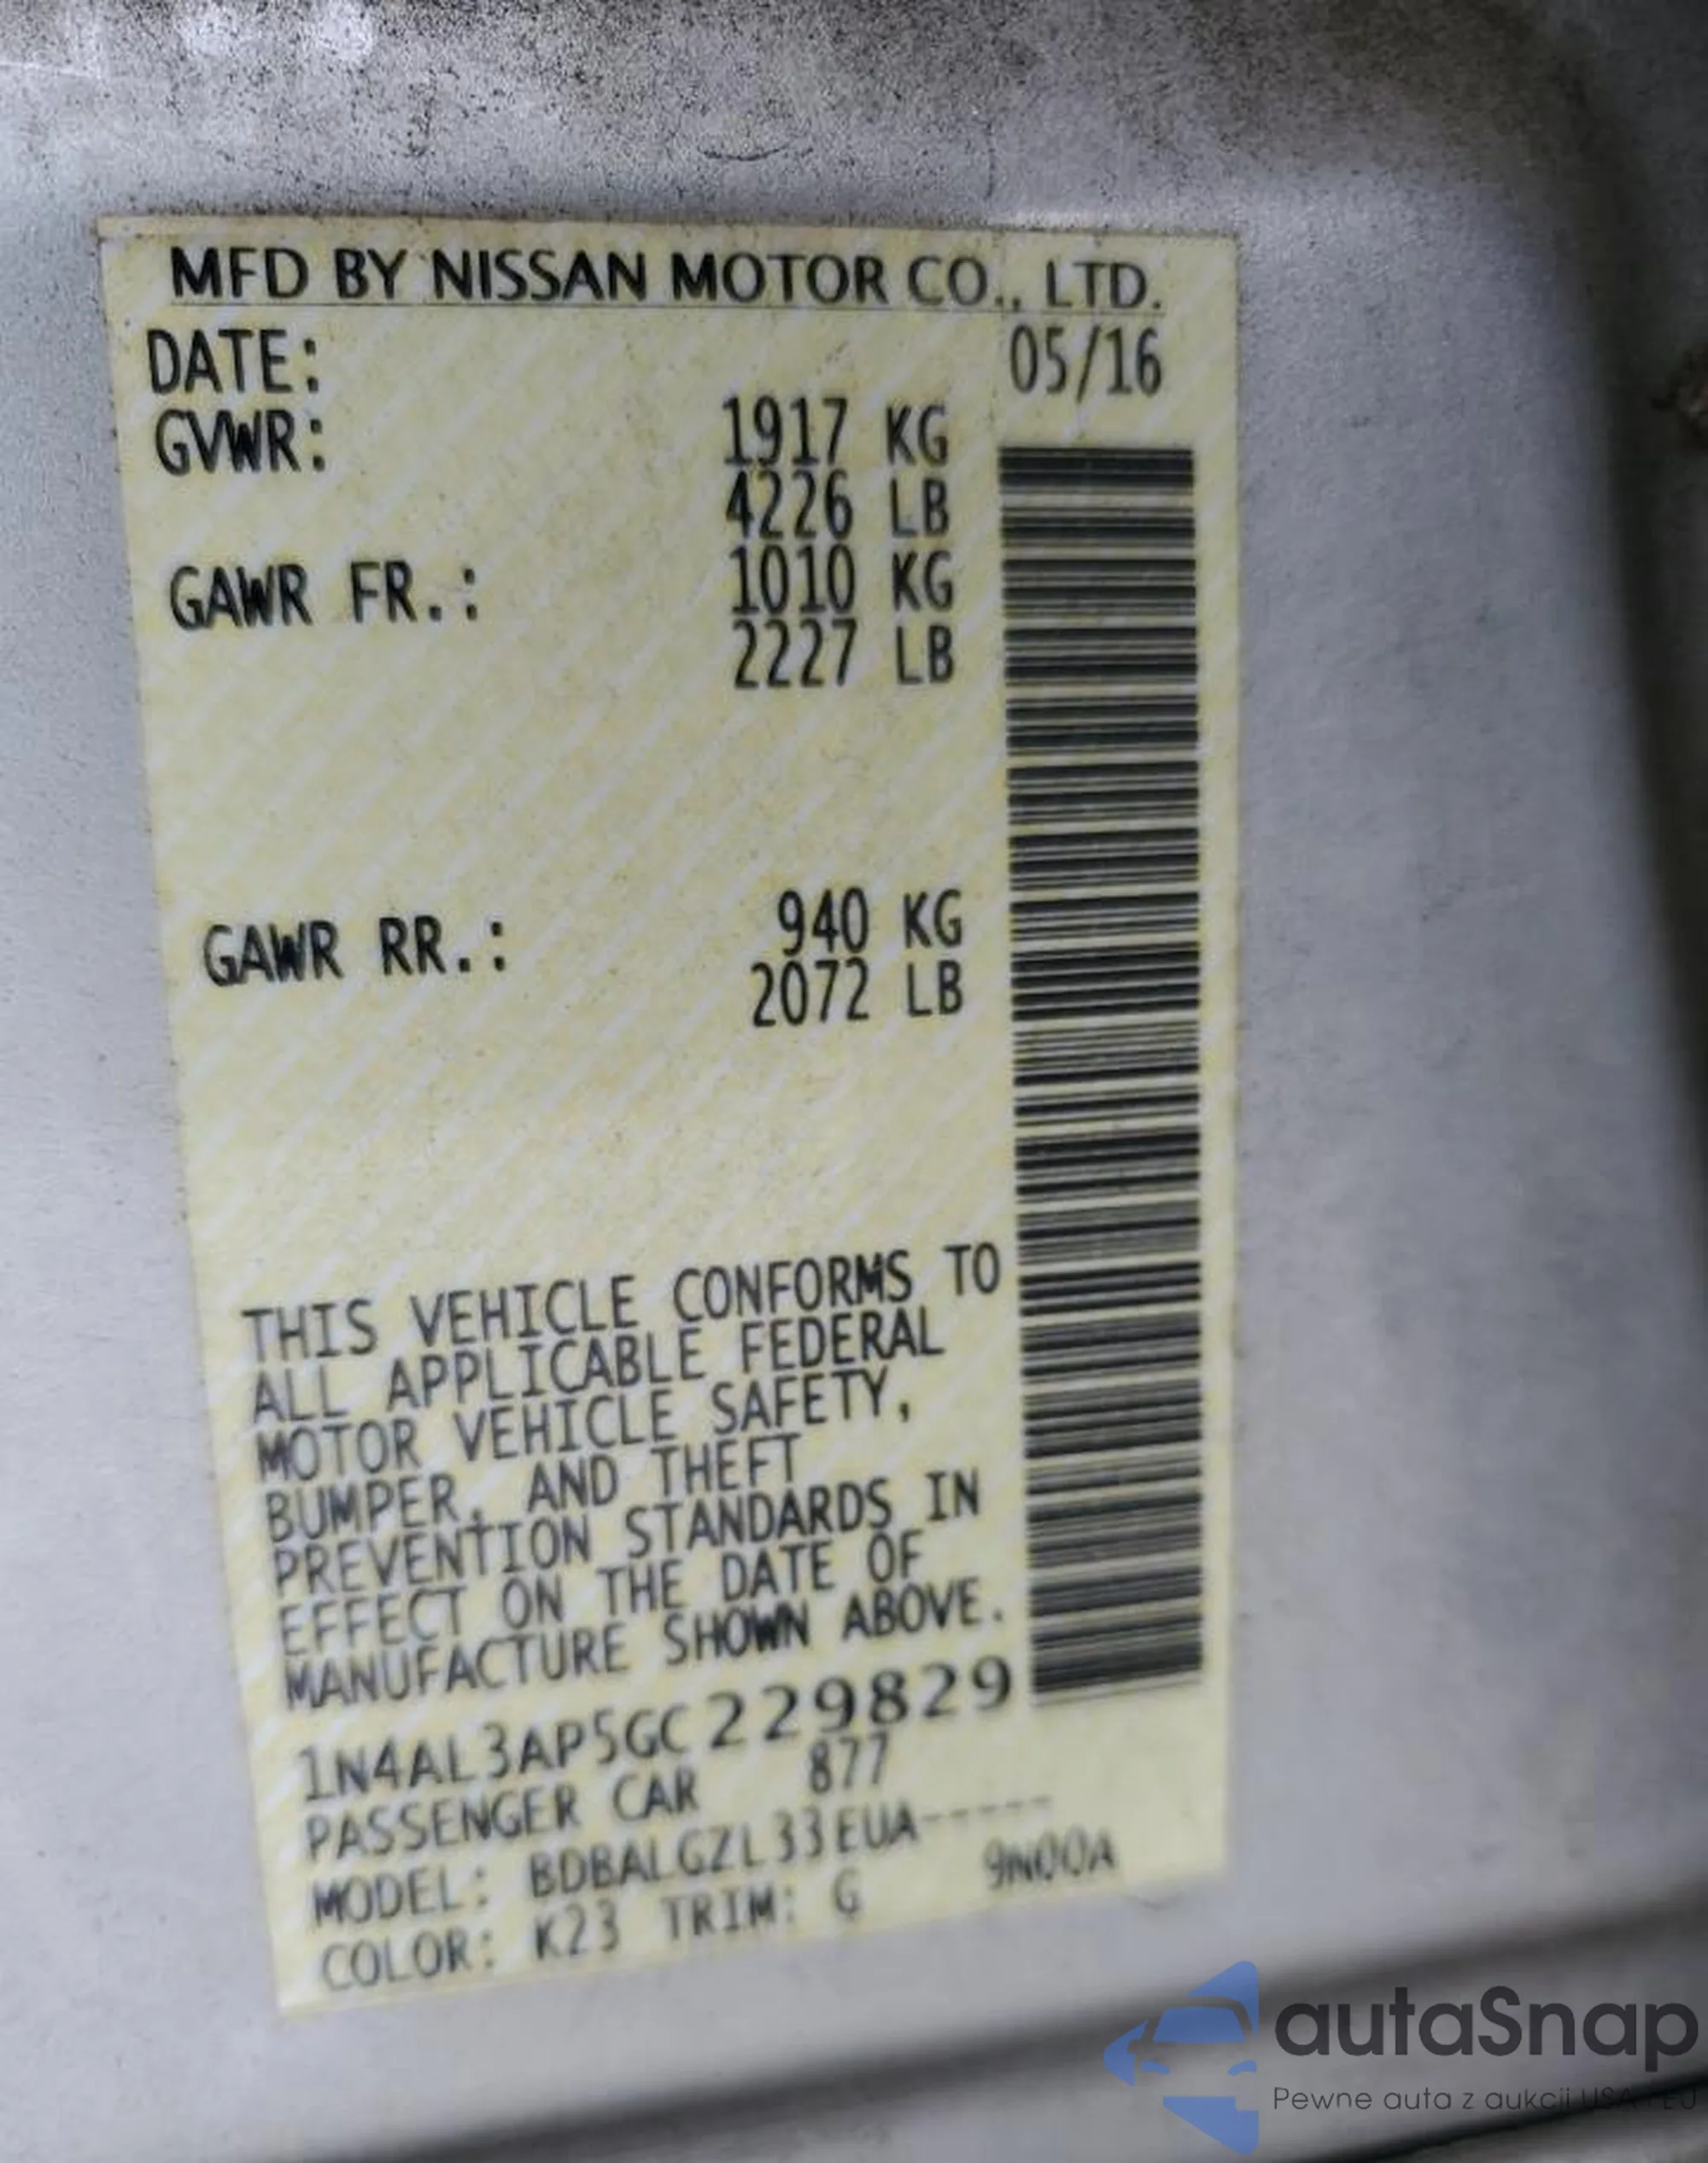 MFD BY NISSAN MOTOR CO., LTD.
DATE: 05/16
GVWR: 1917 KG
4226 LB
GAWR FR.: 1010 KG
2227 LB
GAWR RR.: 940 KG
2072 LB
THIS VEHICLE CONFORMS TO
ALL APPLICABLE FEDERAL
MOTOR VEHICLE SAFETY,
BUMPER, AND THEFT
PREVENTION STANDARDS IN
EFFECT ON THE DATE OF
MANUFACTURE SHOWN ABOVE.
1N4AL3AP5GC229829
PASSENGER CAR 877
MODEL: BDBALGZL33EUA-----
COLOR: K23 TRIM: G 9N00A
autaSnap
Pewne auta z aukcji USA i EU